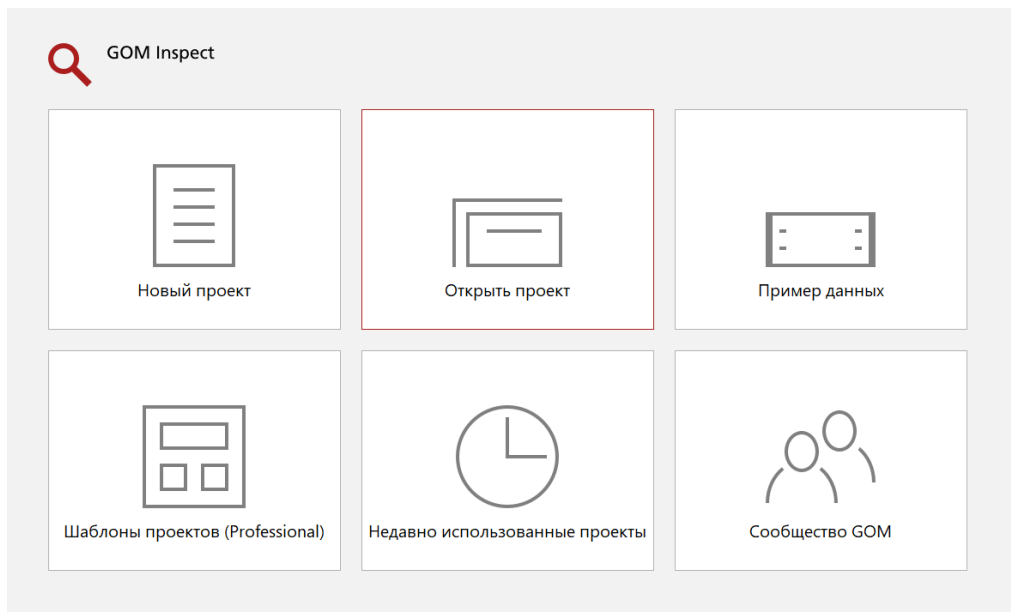 GOM Inspect
Новый проект
Открыть проект
Пример данных
Шаблоны проектов (Professional)
Недавно использованные проекты
Сообщество GOM